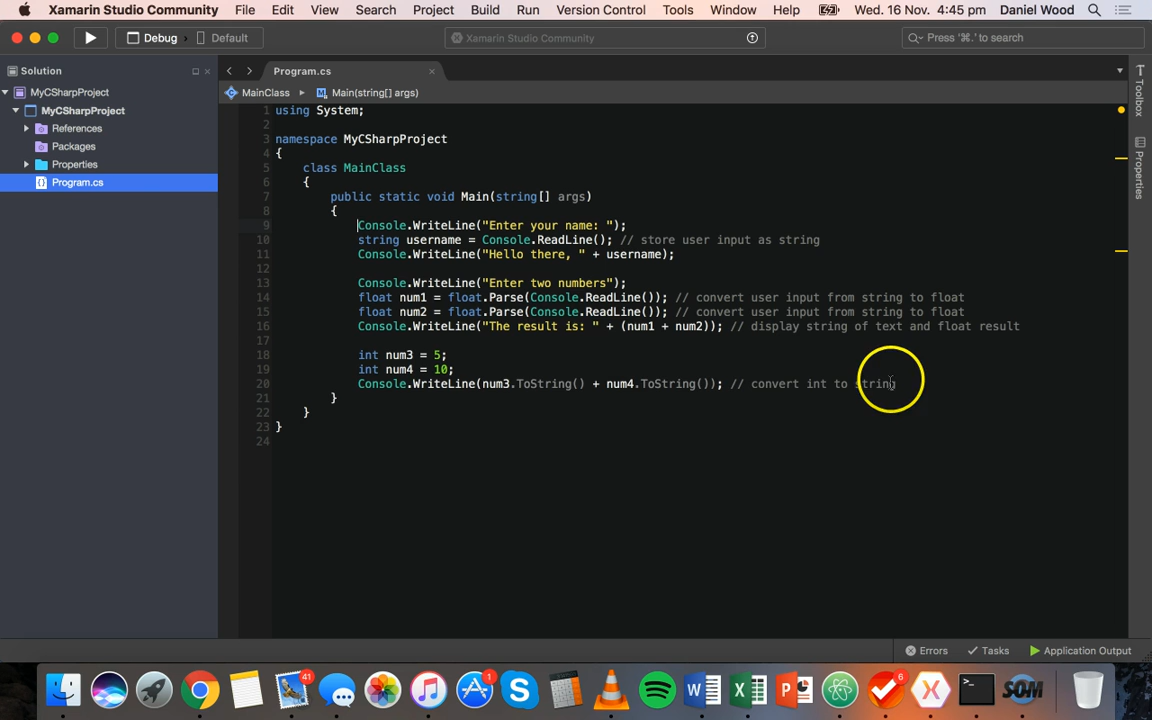 Xamarin Studio Community File Edit View Search Project Build Run Version Control Tools Window Help Wed. 16 Nov. 4:45 pm Daniel Wood
Debug Default Xamarin Studio Community Press '⌘.' to search
Solution
MyCSharpProject
MyCSharpProject
References
Packages
Properties
Program.cs
Program.cs
MainClass Main(string[] args)
1 using System;
2
3 namespace MyCSharpProject
4 {
5 class MainClass
6 {
7 public static void Main(string[] args)
8 {
9 Console.WriteLine("Enter your name: ");
10 string username = Console.ReadLine(); // store user input as string
11 Console.WriteLine("Hello there, " + username);
12
13 Console.WriteLine("Enter two numbers");
14 float num1 = float.Parse(Console.ReadLine()); // convert user input from string to float
15 float num2 = float.Parse(Console.ReadLine()); // convert user input from string to float
16 Console.WriteLine("The result is: " + (num1 + num2)); // display string of text and float result
17
18 int num3 = 5;
19 int num4 = 10;
20 Console.WriteLine(num3.ToString() + num4.ToString()); // convert int to string
21 }
22 }
23 }
24
Toolbox
Properties
Errors Tasks Application Output
41
1
6
W
X
P
>_
SOM